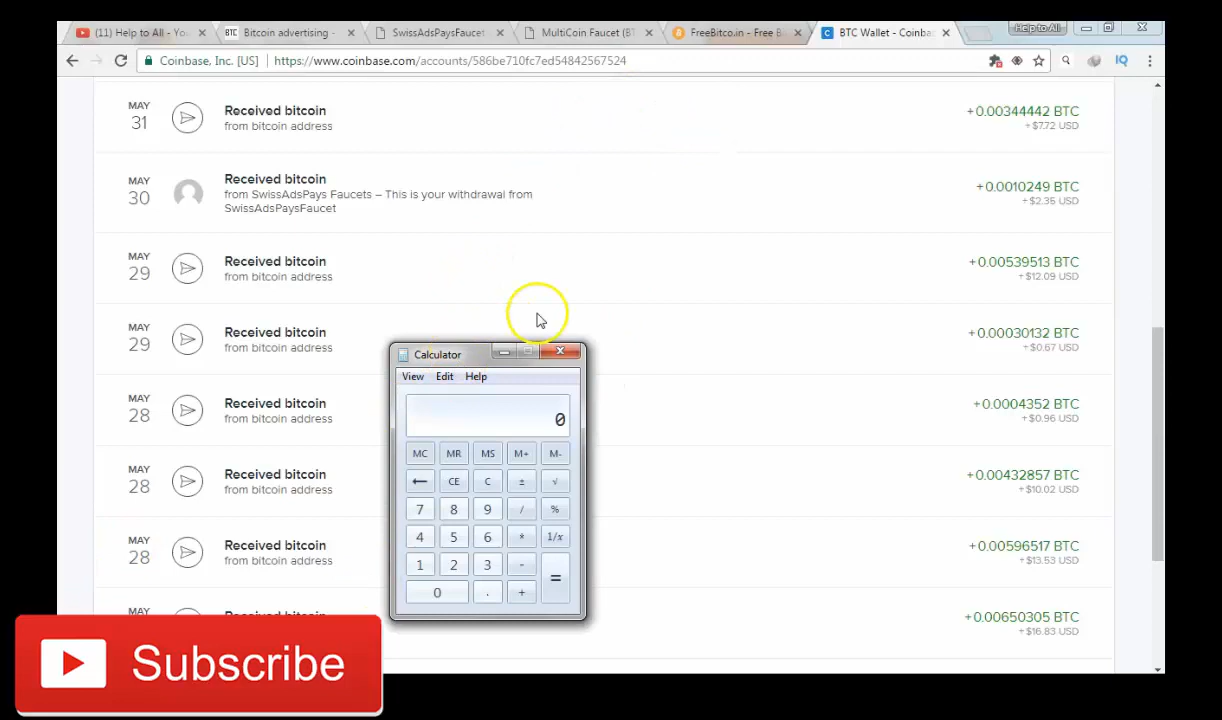 (11) Help to All - You
BTC Bitcoin advertising -
SwissAdsPaysFaucet
MultiCoin Faucet (BT
FreeBitco.in - Free B
BTC Wallet - Coinbas
Help to All
Coinbase, Inc. [US] https://www.coinbase.com/accounts/586be710fc7ed54842567524
IQ
MAY
31
Received bitcoin
from bitcoin address
+0.00344442 BTC
+$7.72 USD
MAY
30
Received bitcoin
from SwissAdsPays Faucets – This is your withdrawal from
SwissAdsPaysFaucet
+0.0010249 BTC
+$2.35 USD
MAY
29
Received bitcoin
from bitcoin address
+0.00539513 BTC
+$12.09 USD
MAY
29
Received bitcoin
from bitcoin address
+0.00030132 BTC
+$0.67 USD
MAY
28
Received bitcoin
from bitcoin address
+0.0004352 BTC
+$0.96 USD
MAY
28
Received bitcoin
from bitcoin address
+0.00432857 BTC
+$10.02 USD
MAY
28
Received bitcoin
from bitcoin address
+0.00596517 BTC
+$13.53 USD
MAY
+0.00650305 BTC
+$16.83 USD
Calculator
View Edit Help
0
MC MR MS M+ M-
← CE C ± √
7 8 9 / %
4 5 6 * 1/x
1 2 3 - =
0 . +
Subscribe